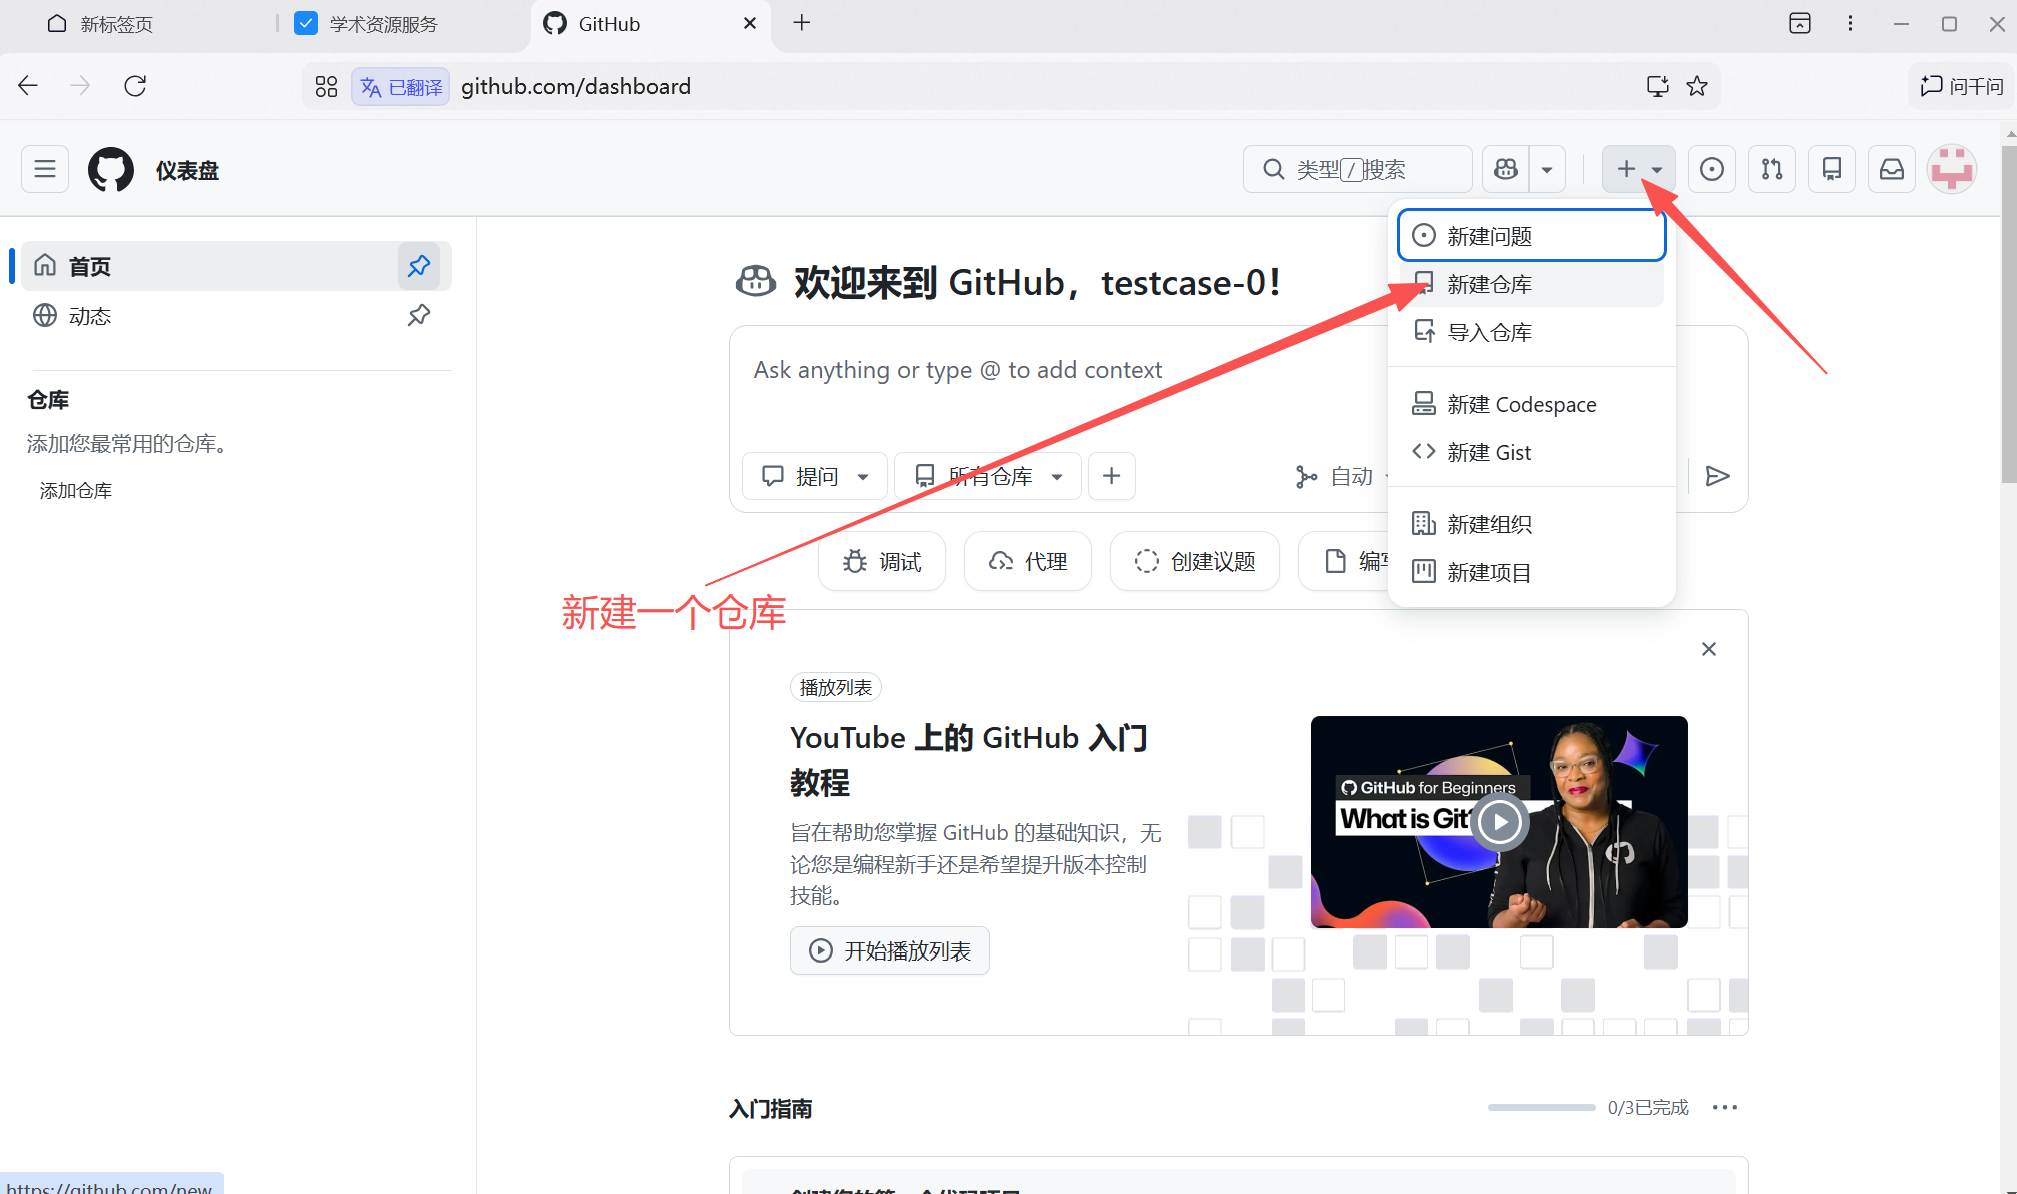 新标签页
学术资源服务
GitHub
已翻译
github.com/dashboard
问千问
仪表盘
类型/搜索
首页
动态
仓库
添加您最常用的仓库。
添加仓库
欢迎来到 GitHub，testcase-0！
Ask anything or type @ to add context
提问
所有仓库
自动
调试
代理
创建议题
编写
新建问题
新建仓库
导入仓库
新建 Codespace
新建 Gist
新建组织
新建项目
新建一个仓库
播放列表
YouTube 上的 GitHub 入门
教程
旨在帮助您掌握 GitHub 的基础知识，无
论您是编程新手还是希望提升版本控制
技能。
开始播放列表
GitHub for Beginners
What is Git?
入门指南
0/3已完成
https://github.com/new